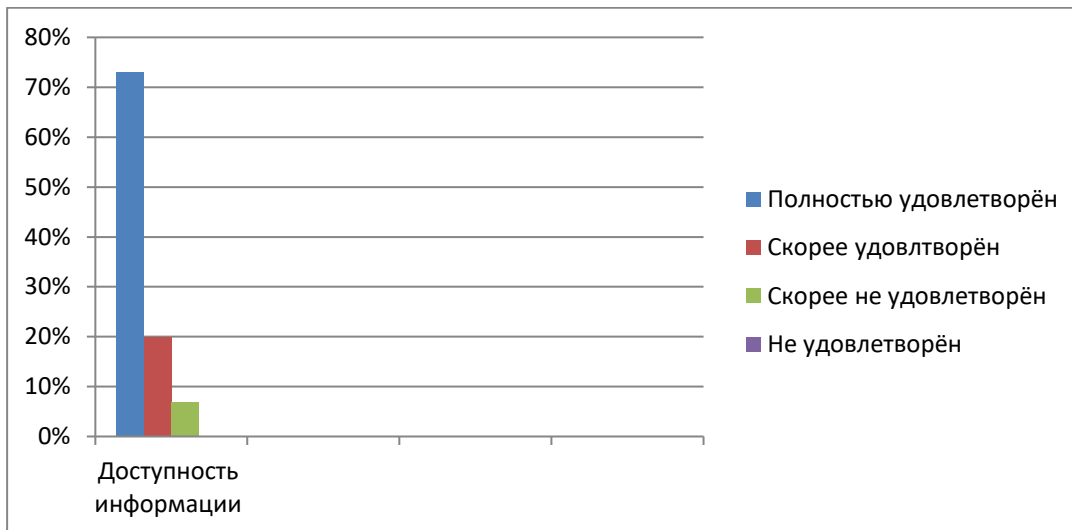 80%
70%
60%
50%
40%
30%
20%
10%
0%
Доступность
информации
Полностью удовлетворён
Скорее удовлтворён
Скорее не удовлетворён
Не удовлетворён